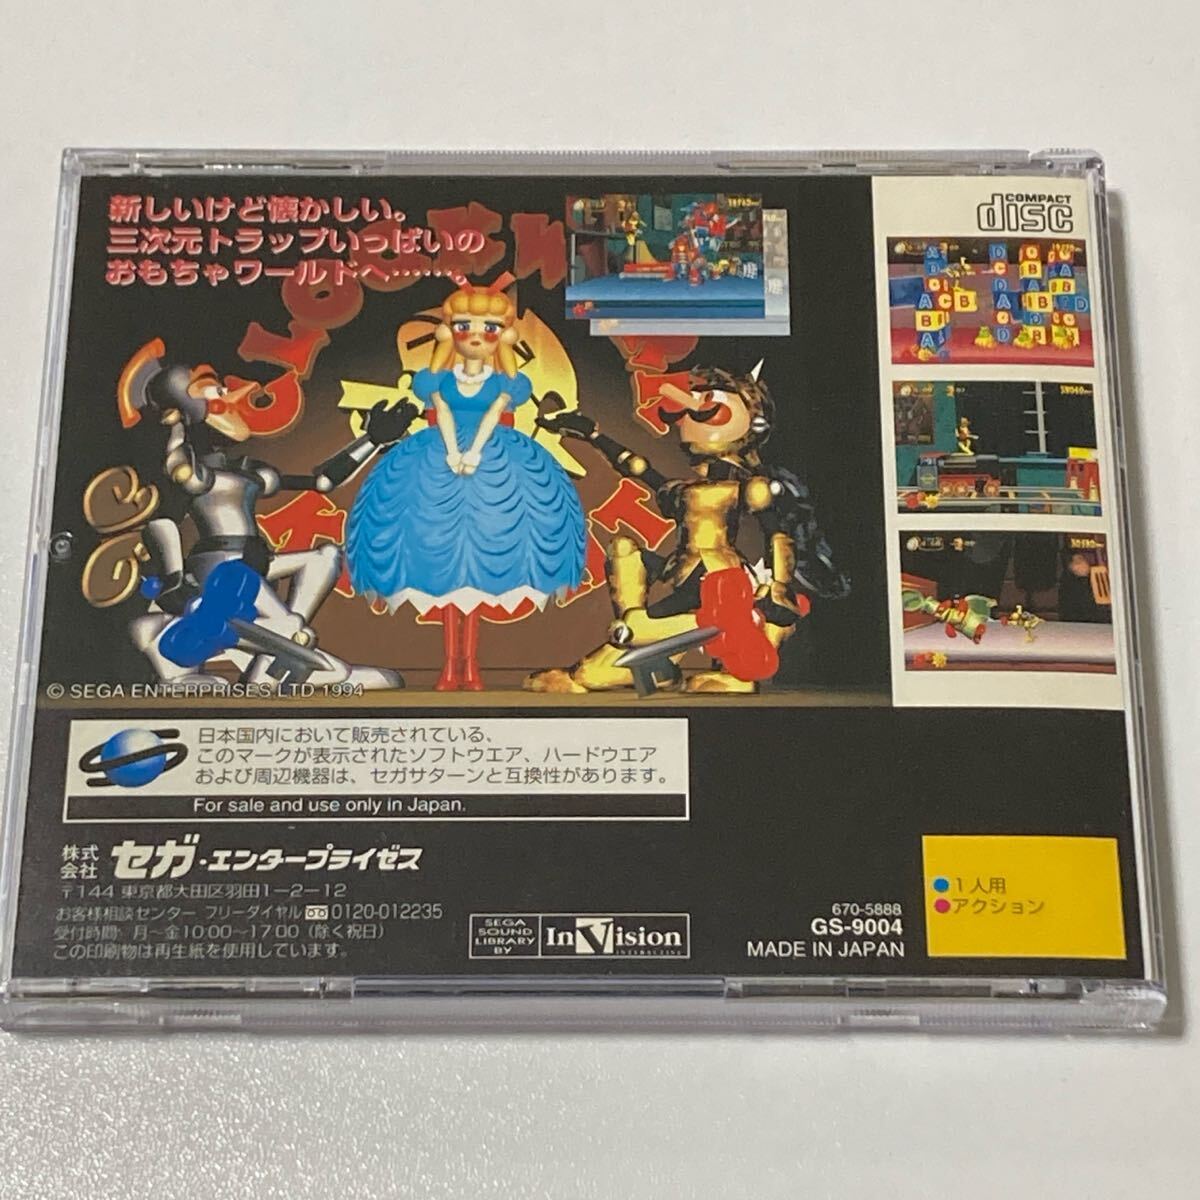 新しいけど懐かしい。
三次元トラップいっぱいの
おもちゃワールドへ……。
COMPACT
disc
© SEGA ENTERPRISES,LTD 1994
日本国内において販売されている、
このマークが表示されたソフトウエア、ハードウエア
および周辺機器は、セガサターンと互換性があります。
For sale and use only in Japan.
株式会社 セガ・エンタープライゼス
〒144 東京都大田区羽田1-2-12
お客様相談センター フリーダイヤル 0120-012235
受付時間: 月~金10:00~17:00 (除く祝日)
この印刷物は再生紙を使用しています。
SEGA
SOUND
LIBRARY
BY
InVision
INTERACTIVE
670-5888
GS-9004
MADE IN JAPAN
●1人用
●アクション